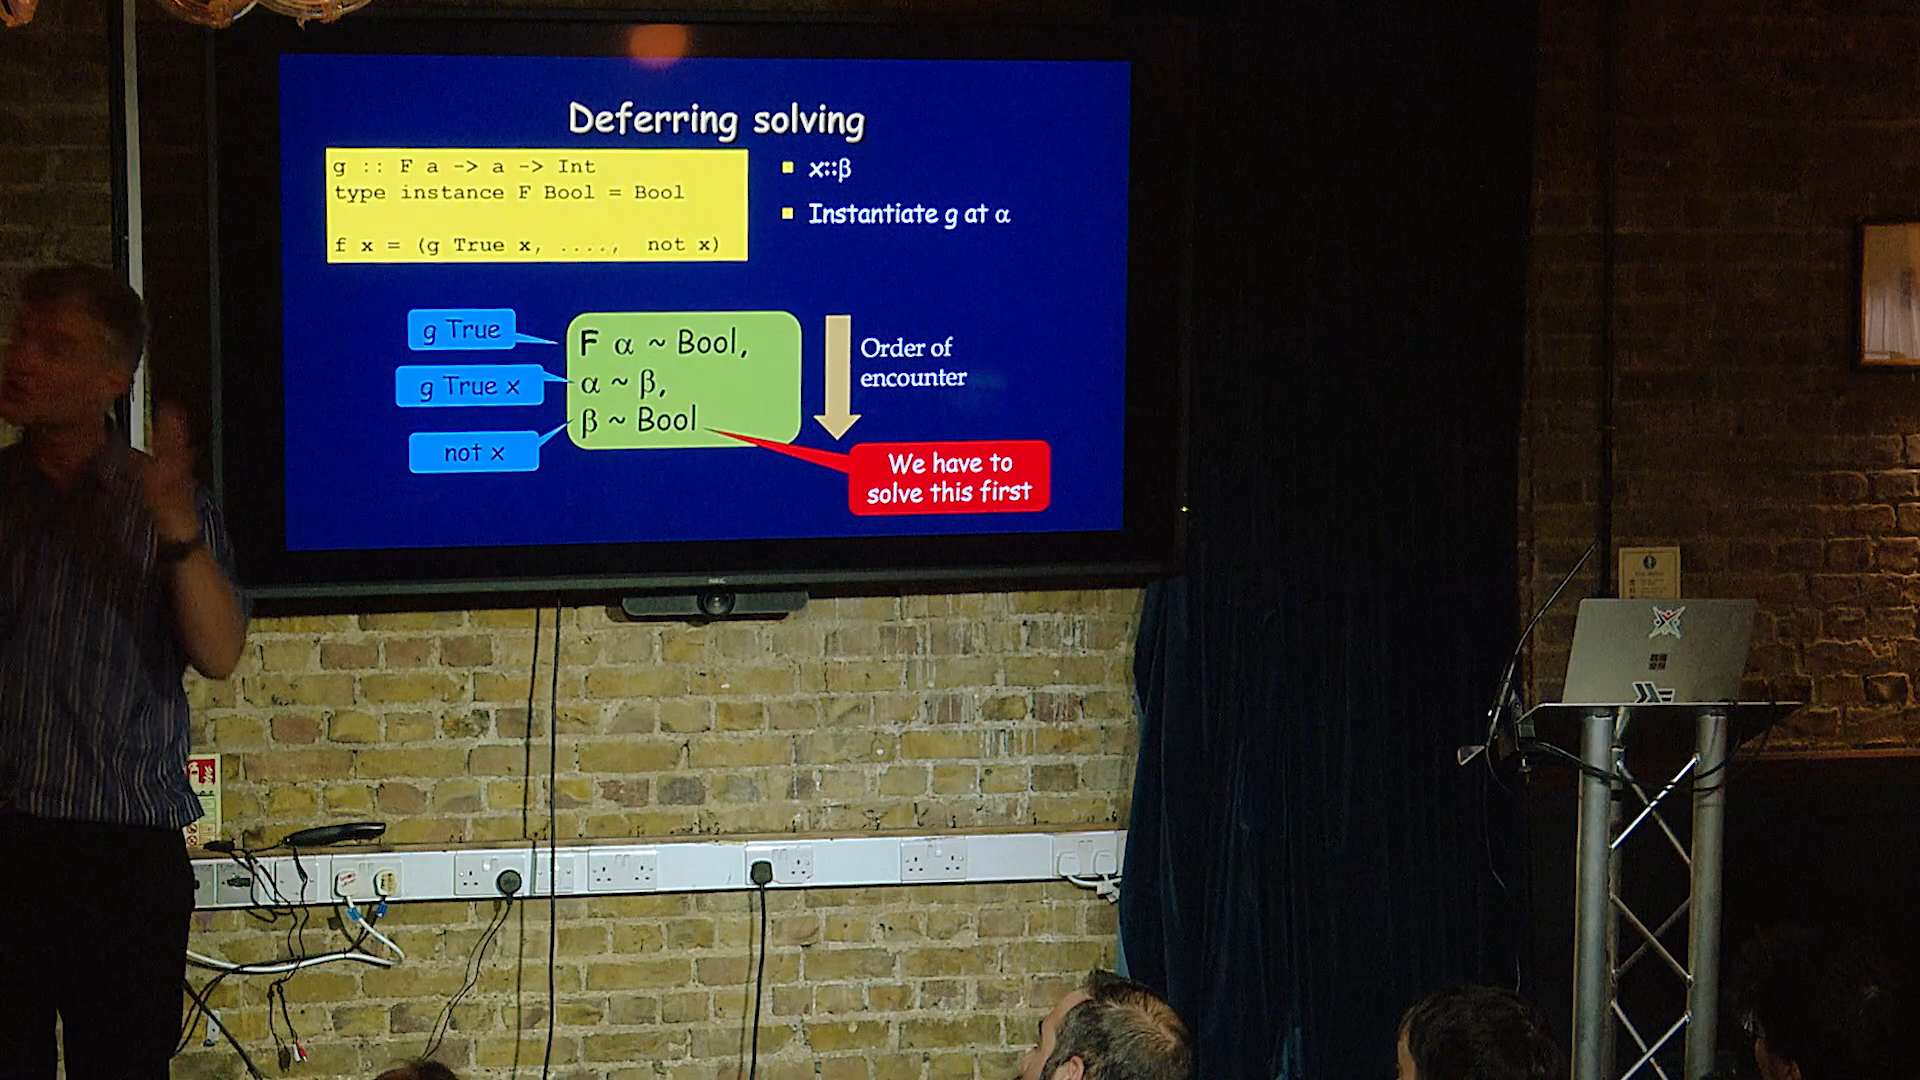 Deferring solving
g :: F a -> a -> Int
type instance F Bool = Bool
f x = (g True x, ...., not x)
x::β
Instantiate g at α
g True
g True x
not x
F α ~ Bool,
α ~ β,
β ~ Bool
Order of
encounter
We have to
solve this first
NEC